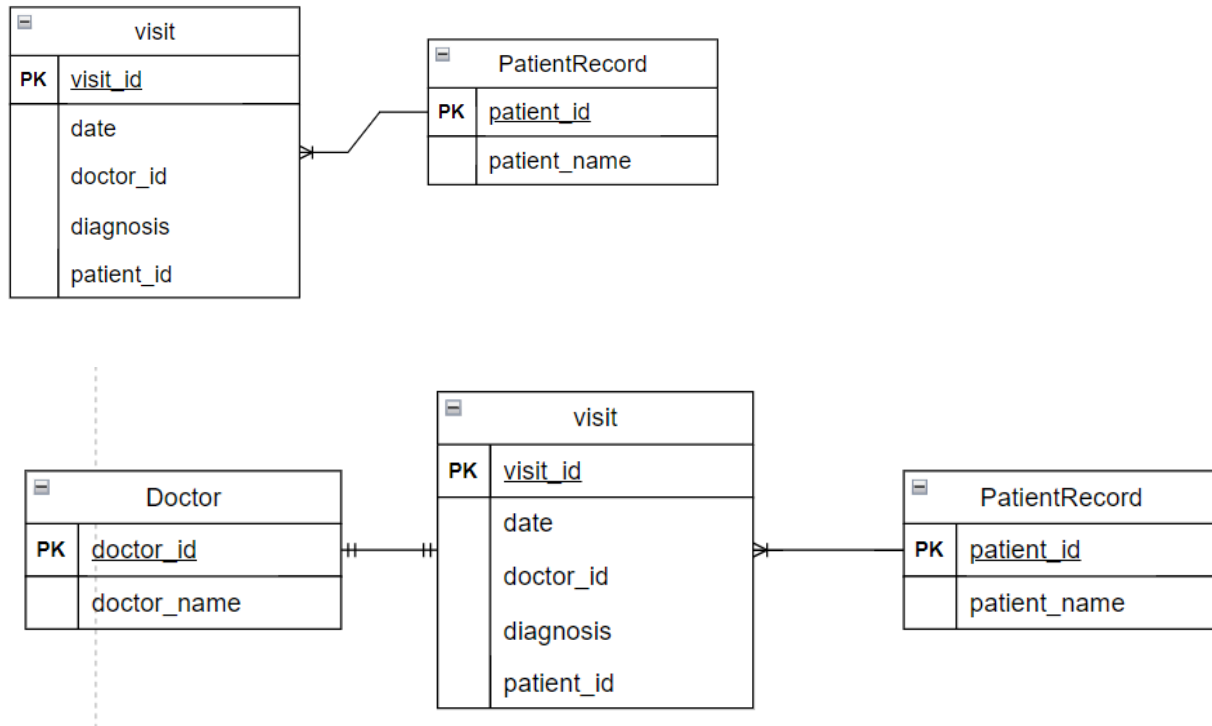 visit
PK visit_id
date
doctor_id
diagnosis
patient_id
PatientRecord
PK patient_id
patient_name
Doctor
PK doctor_id
doctor_name
visit
PK visit_id
date
doctor_id
diagnosis
patient_id
PatientRecord
PK patient_id
patient_name